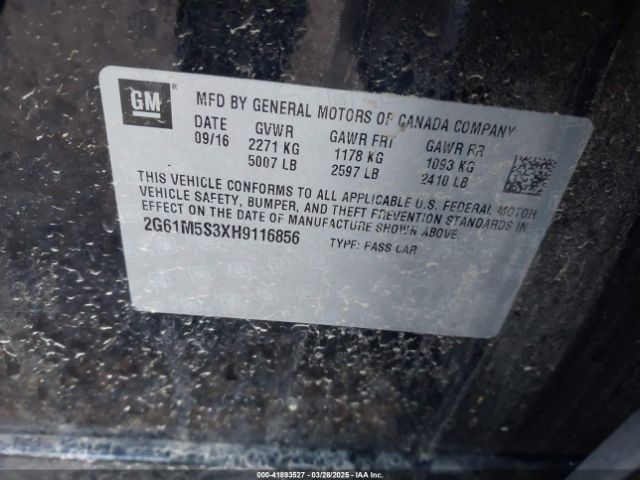 GM ®
MFD BY GENERAL MOTORS OF CANADA COMPANY
DATE GVWR GAWR FRT GAWR RR
09/16 2271 KG 1178 KG 1093 KG
5007 LB 2597 LB 2410 LB
THIS VEHICLE CONFORMS TO ALL APPLICABLE U.S. FEDERAL MOTOR
VEHICLE SAFETY, BUMPER, AND THEFT PREVENTION STANDARDS IN
EFFECT ON THE DATE OF MANUFACTURE SHOWN ABOVE.
2G61M5S3XH9116856 TYPE: PASS CAR
000-41893527 - 03/28/2025 - IAA Inc.